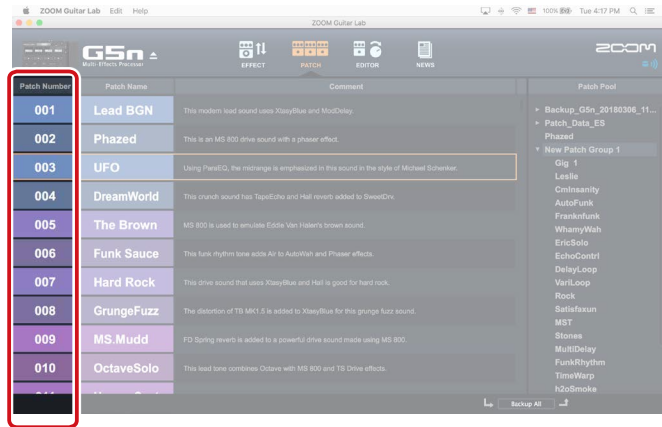 ZOOM Guitar Lab Edit Help 100% Tue 4:17 PM
ZOOM Guitar Lab
G5n
Multi-Effects Processor
EFFECT PATCH EDITOR NEWS
ZOOM
Patch Number Patch Name Comment Patch Pool
001 Lead BGN This modern lead sound uses XtasyBlue and ModDelay.
002 Phazed This is an MS 800 drive sound with a phaser effect.
003 UFO Using ParaEQ, the midrange is emphasized in this sound in the style of Michael Schenker.
004 DreamWorld This crunch sound has TapeEcho and Hall reverb added to SweetDrv.
005 The Brown MS 800 is used to emulate Eddie Van Halen's brown sound.
006 Funk Sauce This funk rhythm tone adds Air to AutoWah and Phaser effects.
007 Hard Rock This drive sound that uses XtasyBlue and Hall is good for hard rock.
008 GrungeFuzz The distortion of TB MK1.5 is added to XtasyBlue for this grunge fuzz sound.
009 MS.Mudd FD Spring reverb is added to a powerful drive sound made using MS 800.
010 OctaveSolo This lead tone combines Octave with MS 800 and TS Drive effects.
Backup_G5n_20180306_11...
Patch_Data_ES
Phazed
New Patch Group 1
Gig 1
Leslie
CmInsanity
AutoFunk
Franknfunk
WhamyWah
EricSolo
EchoContrl
DelayLoop
VariLoop
Rock
Satisfaxun
MST
Stones
MultiDelay
FunkRhythm
TimeWarp
h2oSmoke
Backup All